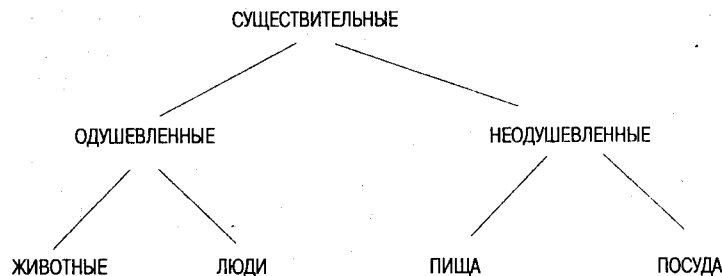 СУЩЕСТВИТЕЛЬНЫЕ
ОДУШЕВЛЕННЫЕ НЕОДУШЕВЛЕННЫЕ
ЖИВОТНЫЕ ЛЮДИ ПИЩА ПОСУДА